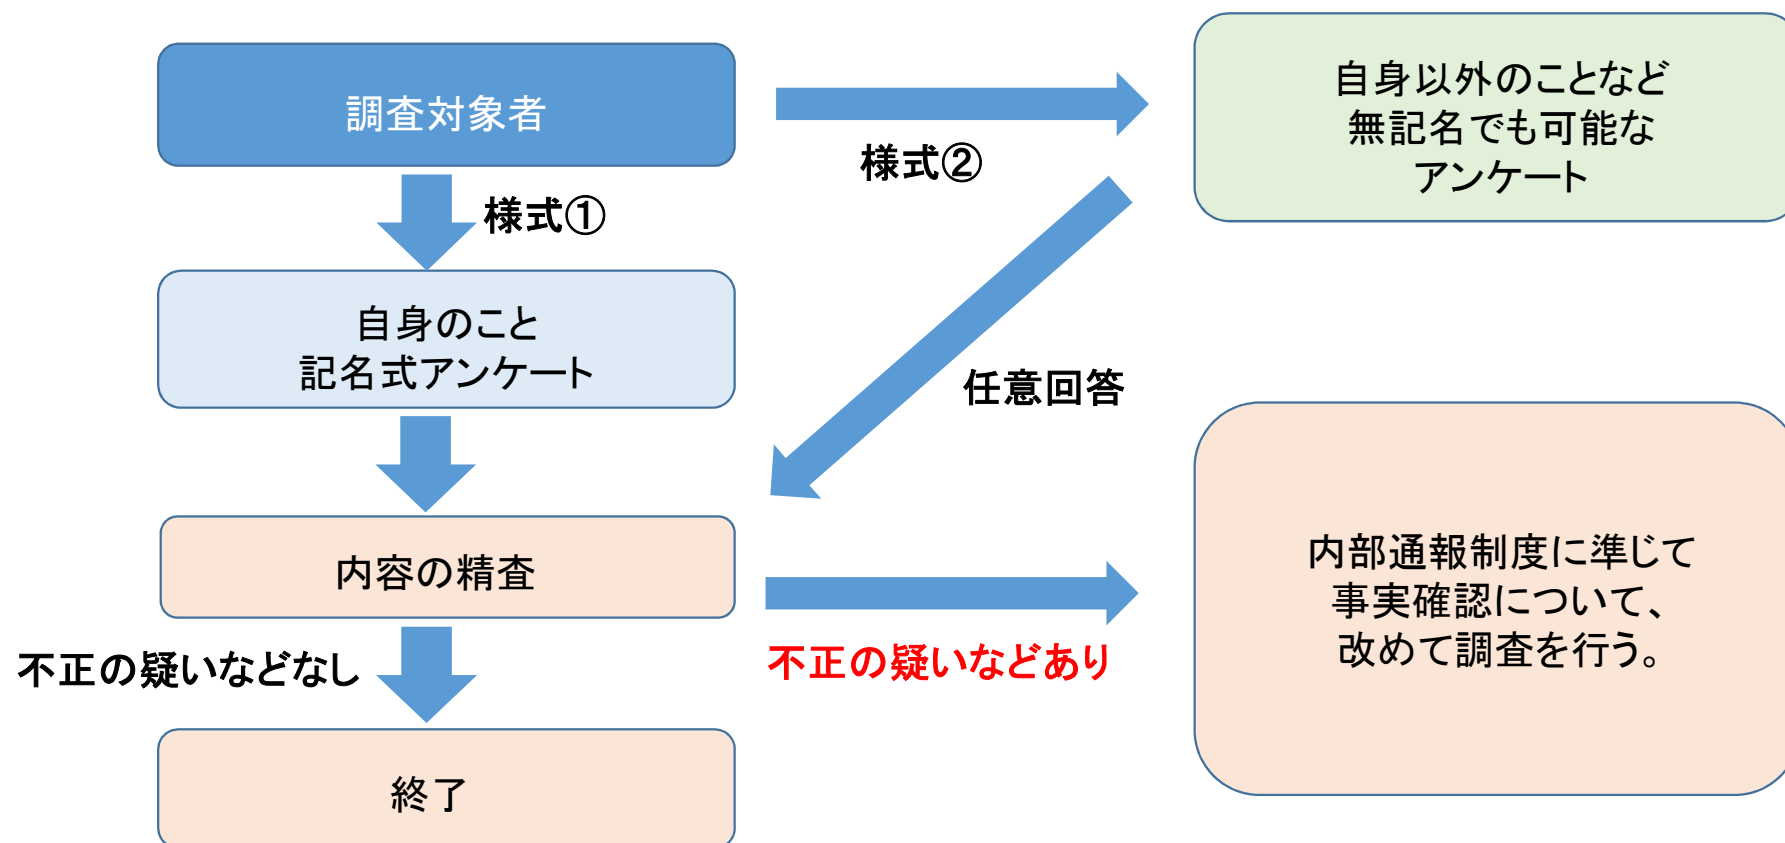 調査対象者
自身以外のことなど
無記名でも可能な
アンケート
様式②
様式①
自身のこと
記名式アンケート
任意回答
内容の精査
内部通報制度に準じて
事実確認について、
改めて調査を行う。
不正の疑いなどなし
不正の疑いなどあり
終了